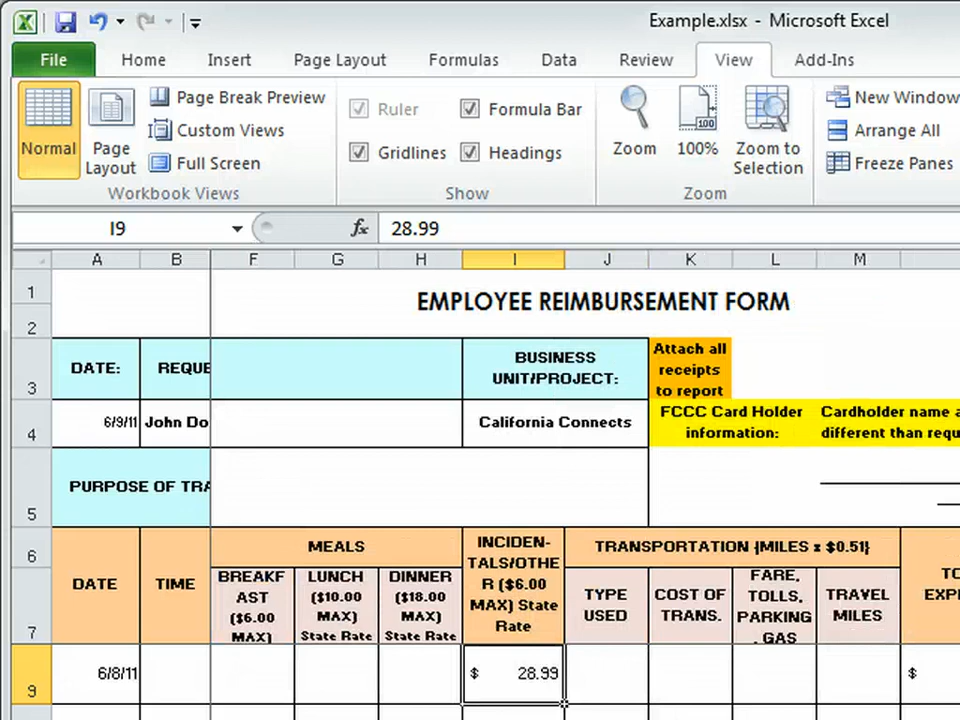 Example.xlsx - Microsoft Excel
File Home Insert Page Layout Formulas Data Review View Add-Ins
Normal
Page Layout
Page Break Preview
Custom Views
Full Screen
Workbook Views
Ruler
Formula Bar
Gridlines
Headings
Show
Zoom
100
100%
Zoom to
Selection
Zoom
New Window
Arrange All
Freeze Panes
I9
fx
28.99
A B F G H I J K L M
1
EMPLOYEE REIMBURSEMENT FORM
2
3
DATE:
REQUE
BUSINESS
UNIT/PROJECT:
Attach all
receipts
to report
4
6/9/11
John Do
California Connects
FCCC Card Holder
information:
Cardholder name a
different than requ
5
PURPOSE OF TRA
6
DATE
TIME
MEALS
INCIDEN-
TALS/OTHE
R ($6.00
MAX) State
Rate
TRANSPORTATION {MILES x $0.51}
TO
EXPE
7
BREAKF
AST
($6.00
MAX)
LUNCH
($10.00
MAX)
State Rate
DINNER
($18.00
MAX)
State Rate
TYPE
USED
COST OF
TRANS.
FARE,
TOLLS,
PARKING
, GAS
TRAVEL
MILES
9
6/8/11
$ 28.99
$